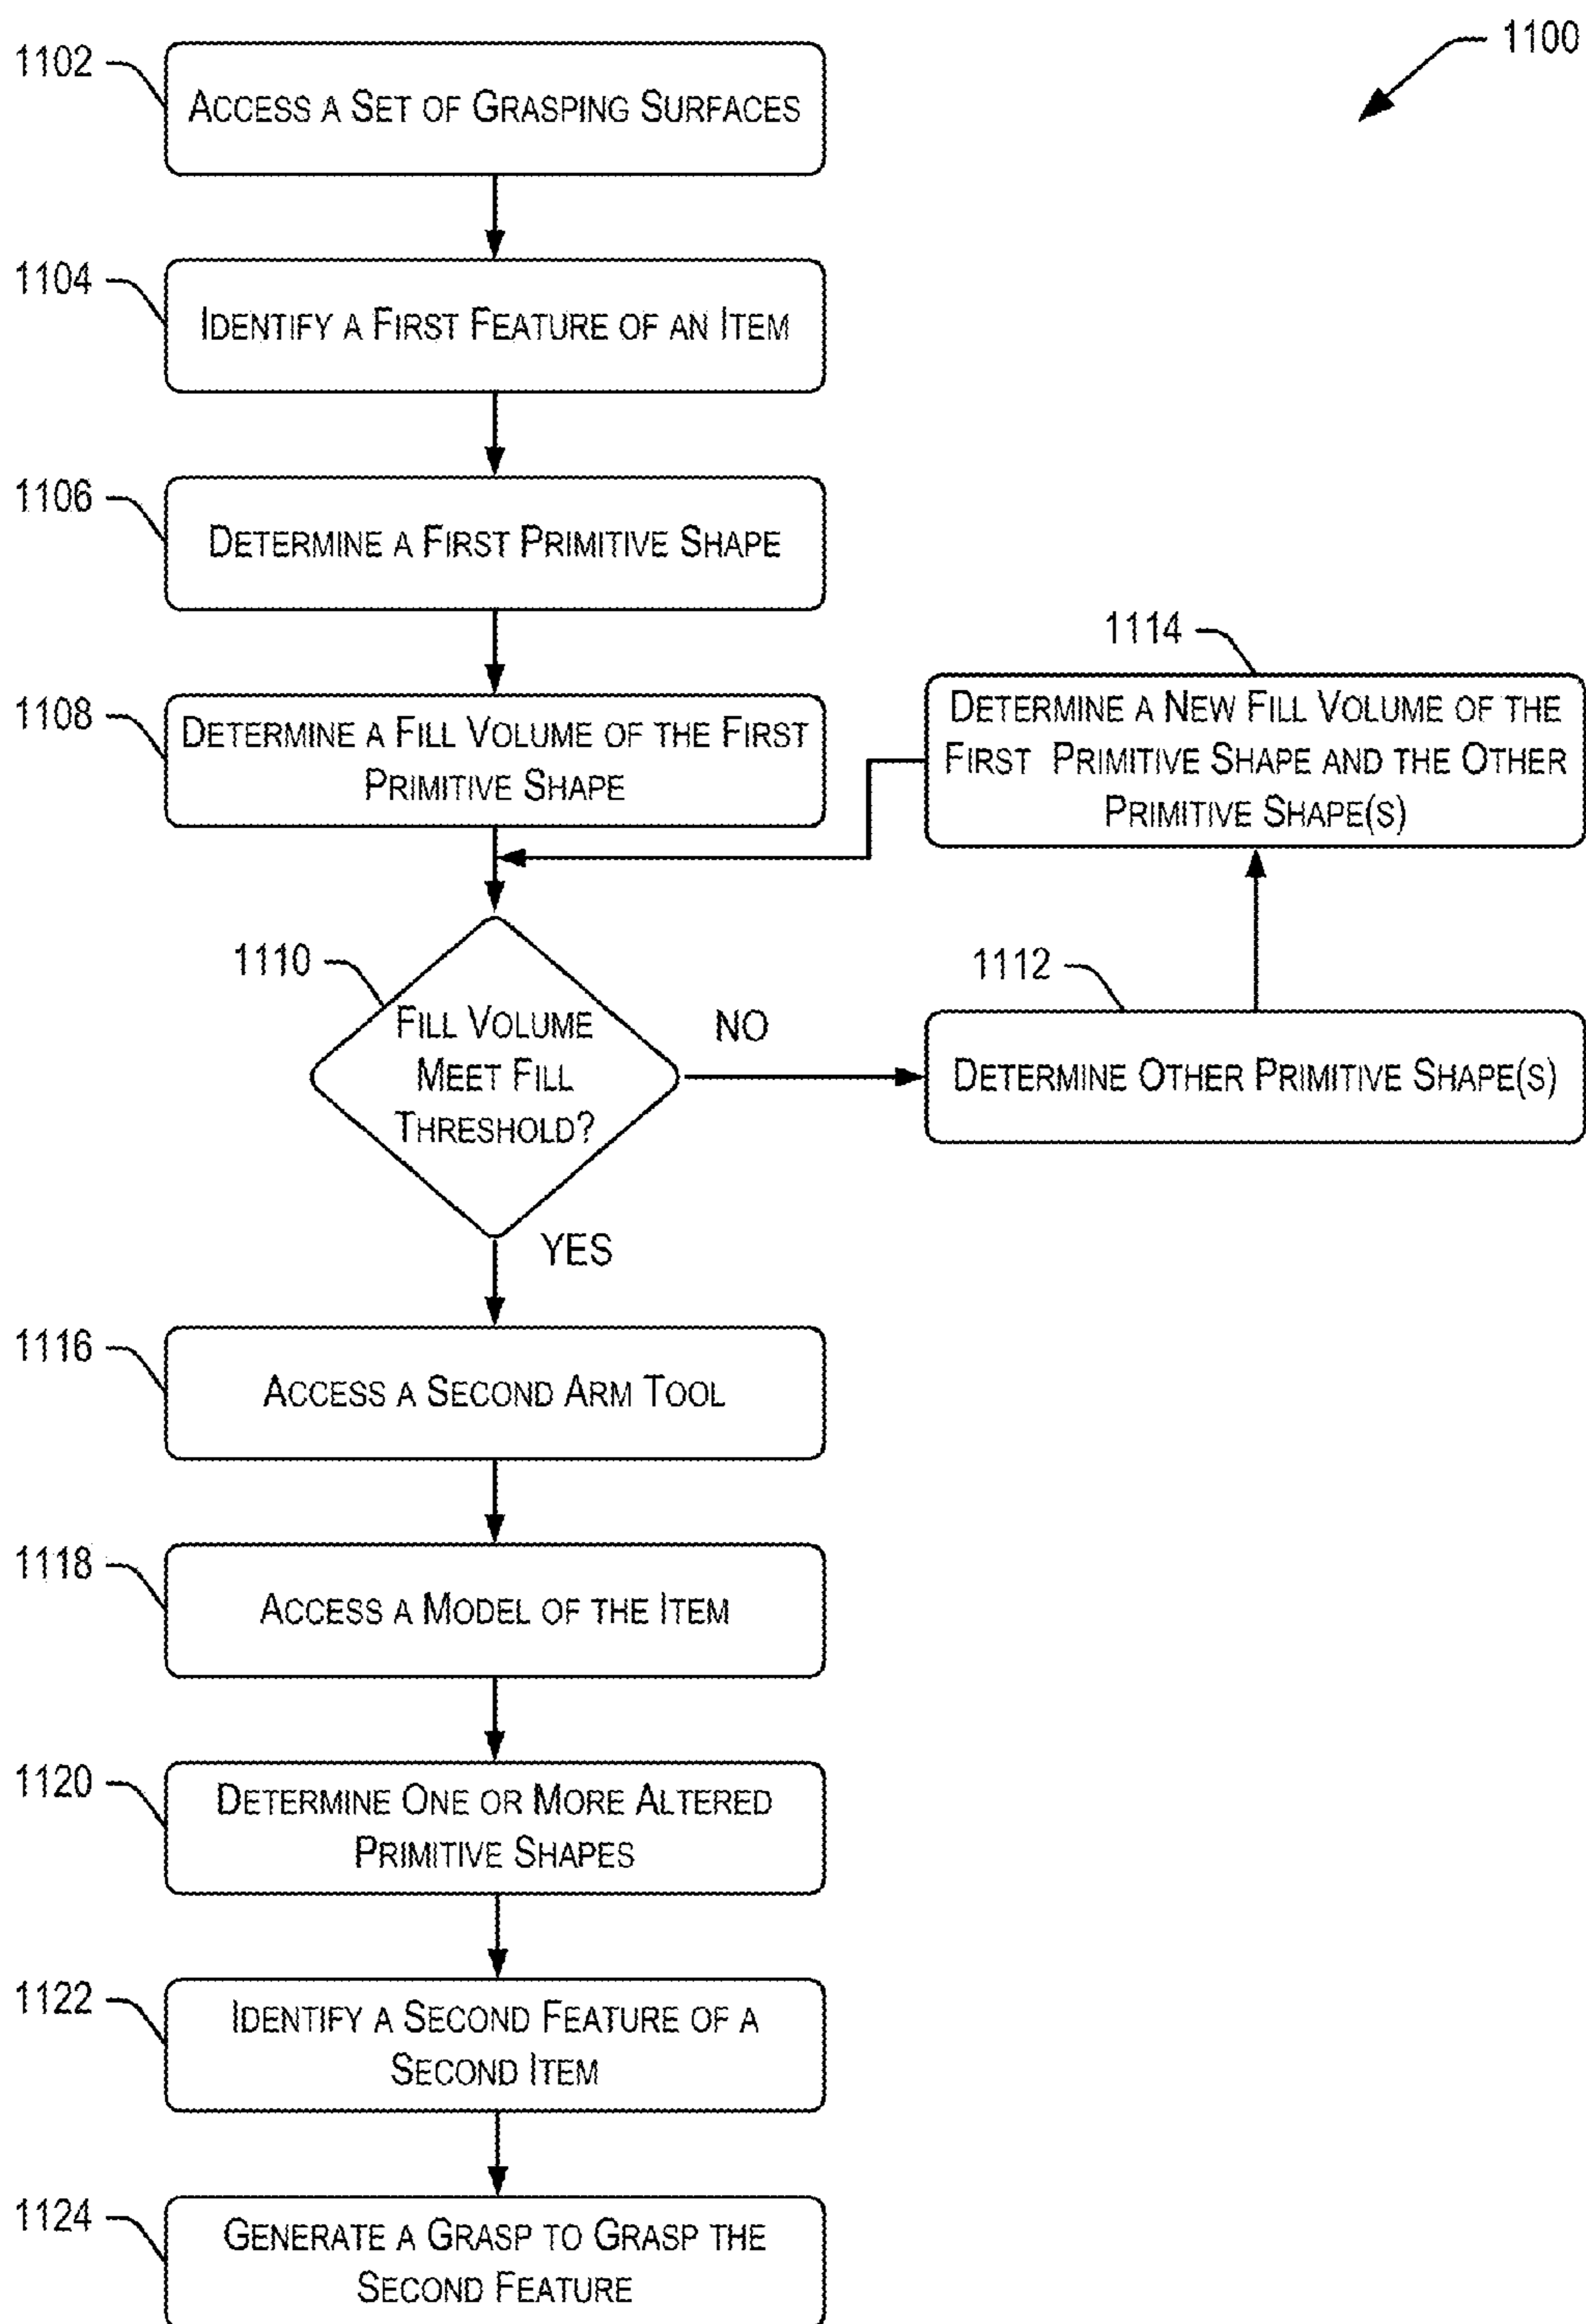 1100
1102
ACCESS A SET OF GRASPING SURFACES
1104
IDENTIFY A FIRST FEATURE OF AN ITEM
1106
DETERMINE A FIRST PRIMITIVE SHAPE
1108
DETERMINE A FILL VOLUME OF THE FIRST
PRIMITIVE SHAPE
1114
DETERMINE A NEW FILL VOLUME OF THE
FIRST PRIMITIVE SHAPE AND THE OTHER
PRIMITIVE SHAPE(S)
1110
FILL VOLUME
MEET FILL
THRESHOLD?
NO
1112
DETERMINE OTHER PRIMITIVE SHAPE(S)
YES
1116
ACCESS A SECOND ARM TOOL
1118
ACCESS A MODEL OF THE ITEM
1120
DETERMINE ONE OR MORE ALTERED
PRIMITIVE SHAPES
1122
IDENTIFY A SECOND FEATURE OF A
SECOND ITEM
1124
GENERATE A GRASP TO GRASP THE
SECOND FEATURE